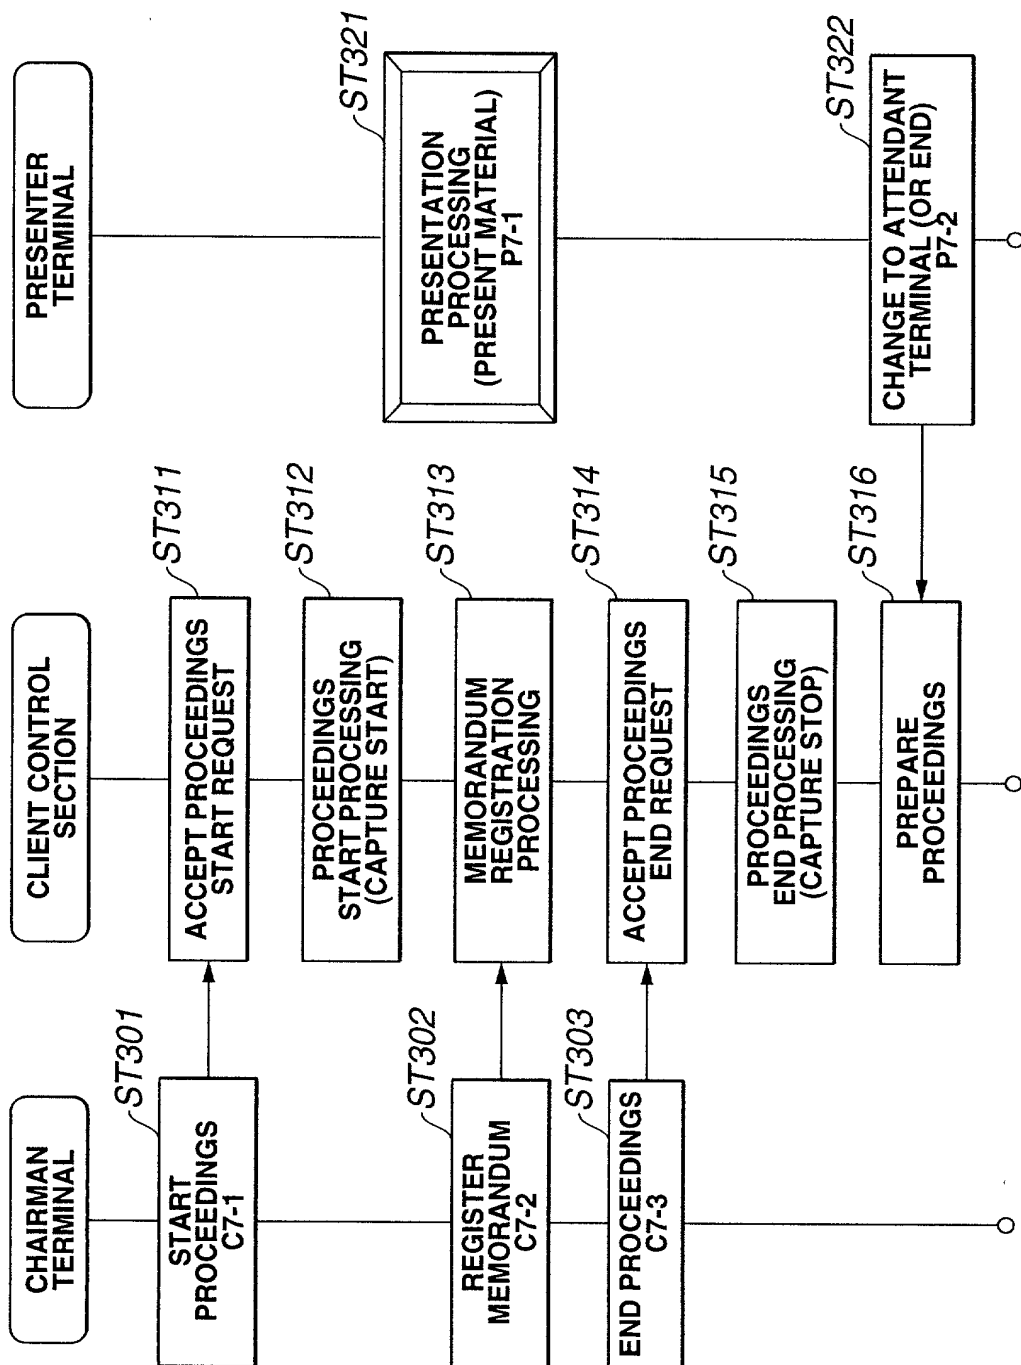 CHAIRMAN
TERMINAL
START
PROCEEDINGS
C7-1
ST301
REGISTER
MEMORANDUM
C7-2
ST302
END PROCEEDINGS
C7-3
ST303
CLIENT CONTROL
SECTION
ACCEPT PROCEEDINGS
START REQUEST
ST311
PROCEEDINGS
START PROCESSING
(CAPTURE START)
ST312
MEMORANDUM
REGISTRATION
PROCESSING
ST313
ACCEPT PROCEEDINGS
END REQUEST
ST314
PROCEEDINGS
END PROCESSING
(CAPTURE STOP)
ST315
PREPARE
PROCEEDINGS
ST316
PRESENTER
TERMINAL
PRESENTATION
PROCESSING
(PRESENT MATERIAL)
P7-1
ST321
CHANGE TO ATTENDANT
TERMINAL (OR END)
P7-2
ST322